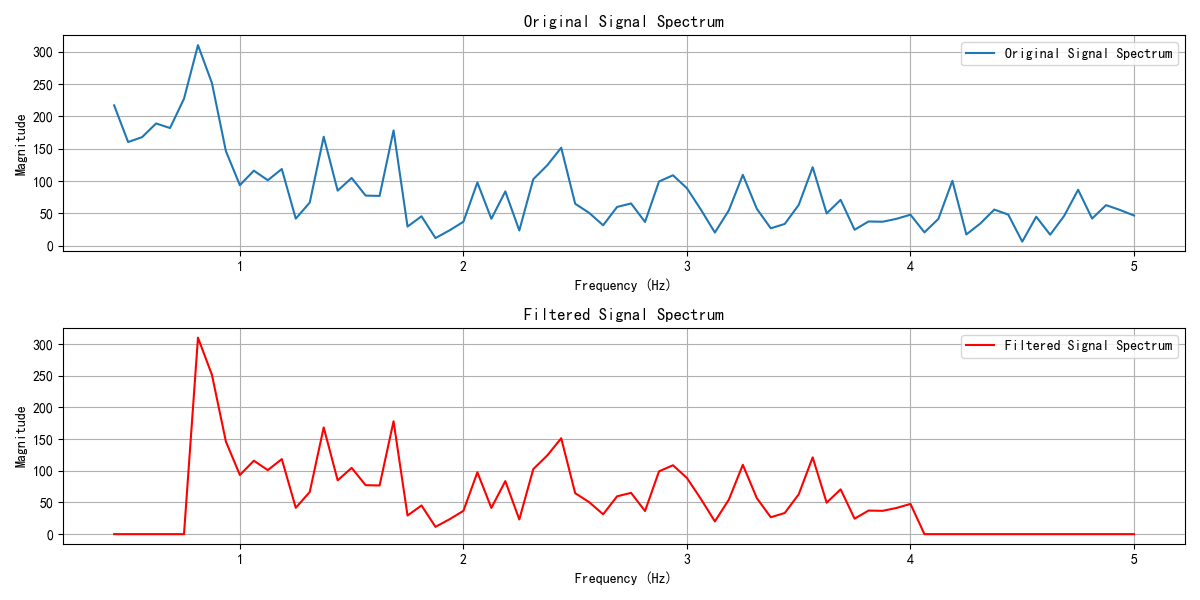 Original Signal Spectrum
Original Signal Spectrum
Magnitude
300
250
200
150
100
50
0
1 2 3 4 5
Frequency (Hz)
Filtered Signal Spectrum
Filtered Signal Spectrum
Magnitude
300
250
200
150
100
50
0
1 2 3 4 5
Frequency (Hz)